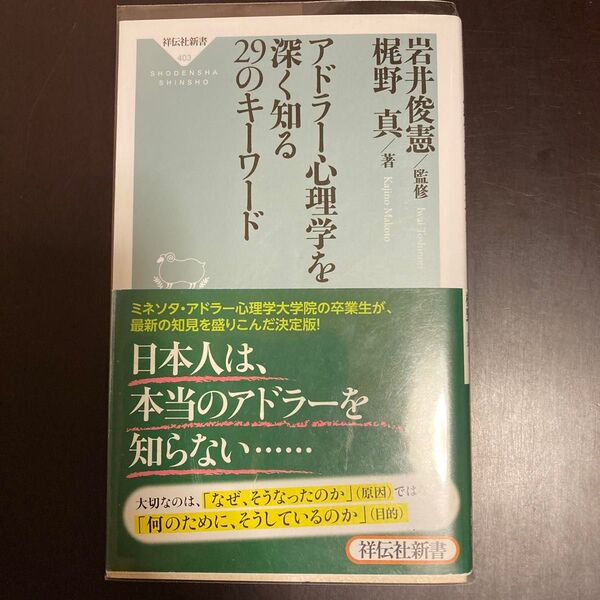 祥伝社新書
403
SHODENSHA
SHINSHO
アドラー心理学を
深く知る
29のキーワード
岩井俊憲／監修 Iwai Toshinori
梶野 真／著 Kajino Makoto
ミネソタ・アドラー心理学大学院の卒業生が、
最新の知見を盛りこんだ決定版!
日本人は、
本当のアドラーを
知らない……
大切なのは、「なぜ、そうなったのか」(原因)では
「何のために、そうしているのか」(目的)
祥伝社新書